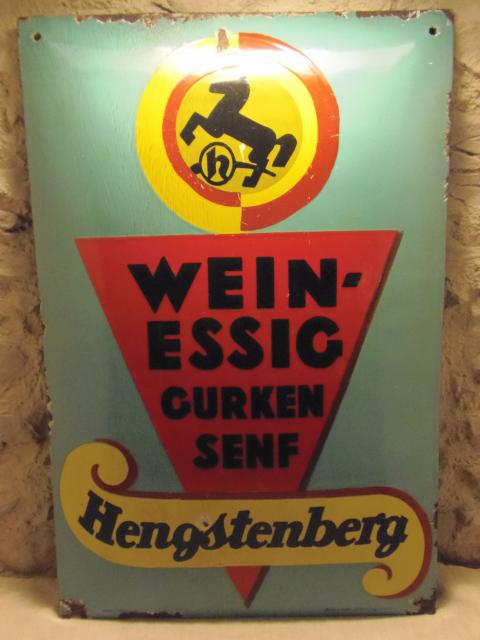 h
WEIN-
ESSIG
GURKEN
SENF
Hengstenberg